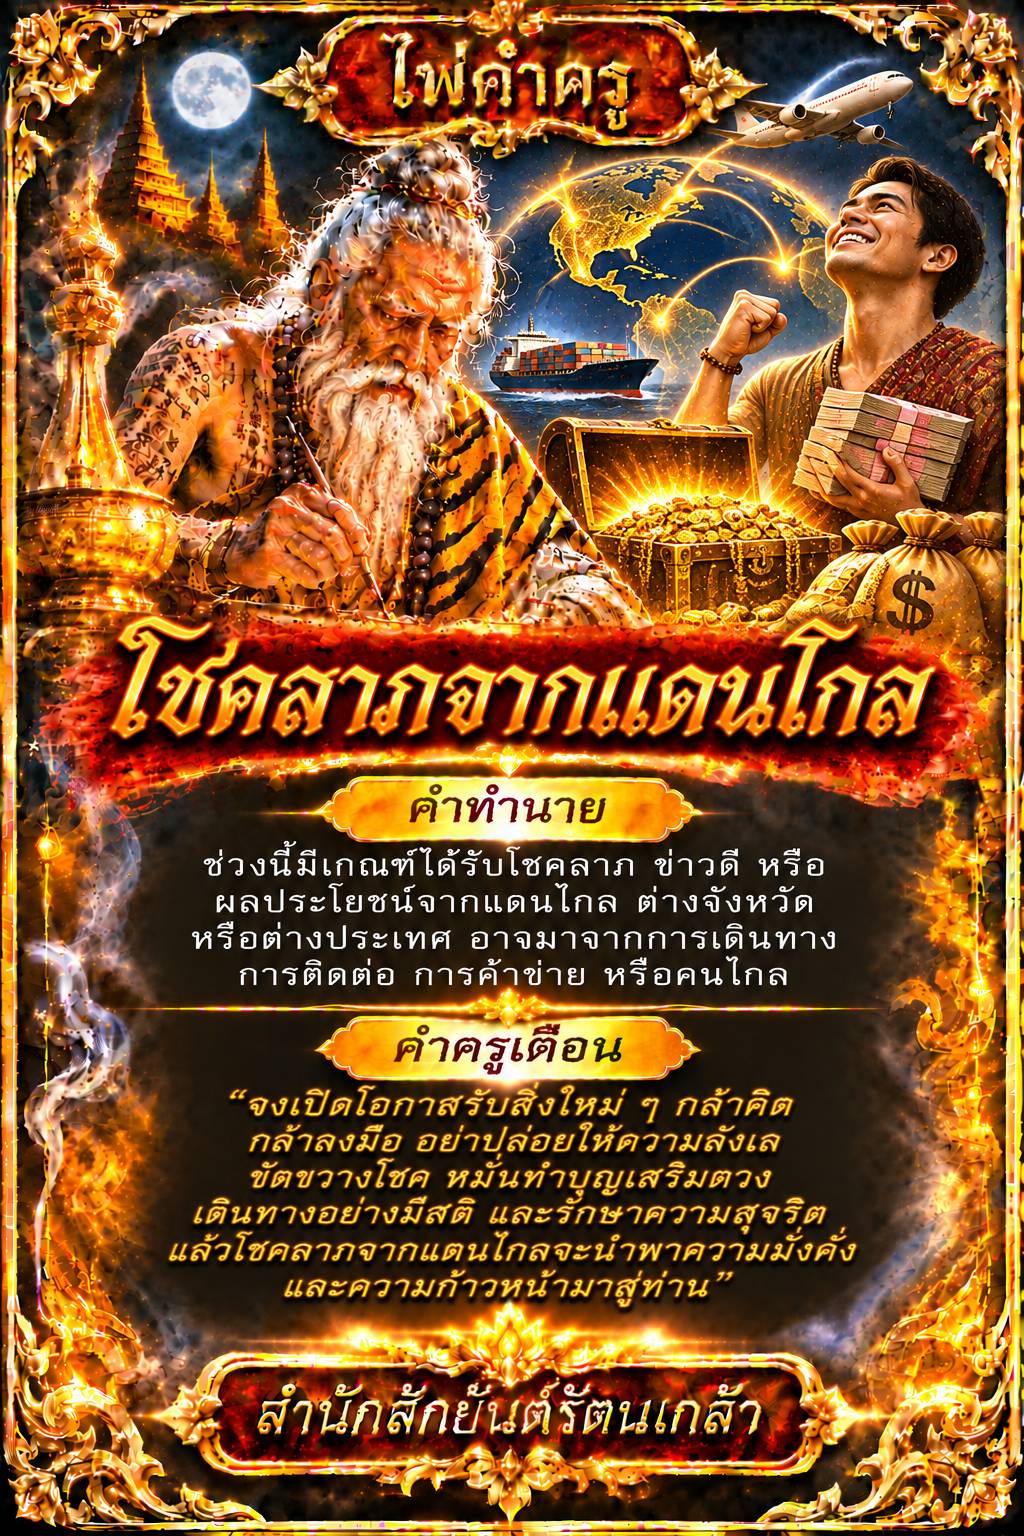 ไพ่คำครู
โชคลาภจากแดนไกล
คำทำนาย
ช่วงนี้มีเกณฑ์ได้รับโชคลาภ ข่าวดี หรือ
ผลประโยชน์จากแดนไกล ต่างจังหวัด
หรือต่างประเทศ อาจมาจากการเดินทาง
การติดต่อ การค้าขาย หรือคนไกล
คำครูเตือน
“จงเปิดโอกาสรับสิ่งใหม่ ๆ กล้าคิด
กล้าลงมือ อย่าปล่อยให้ความลังเล
ขัดขวางโชค หมั่นทำบุญเสริมดวง
เดินทางอย่างมีสติ และรักษาความสุจริต
แล้วโชคลาภจากแดนไกลจะนำพาความมั่งคั่ง
และความก้าวหน้ามาสู่ท่าน”
สำนักสักยันต์รัตนเกล้า
$